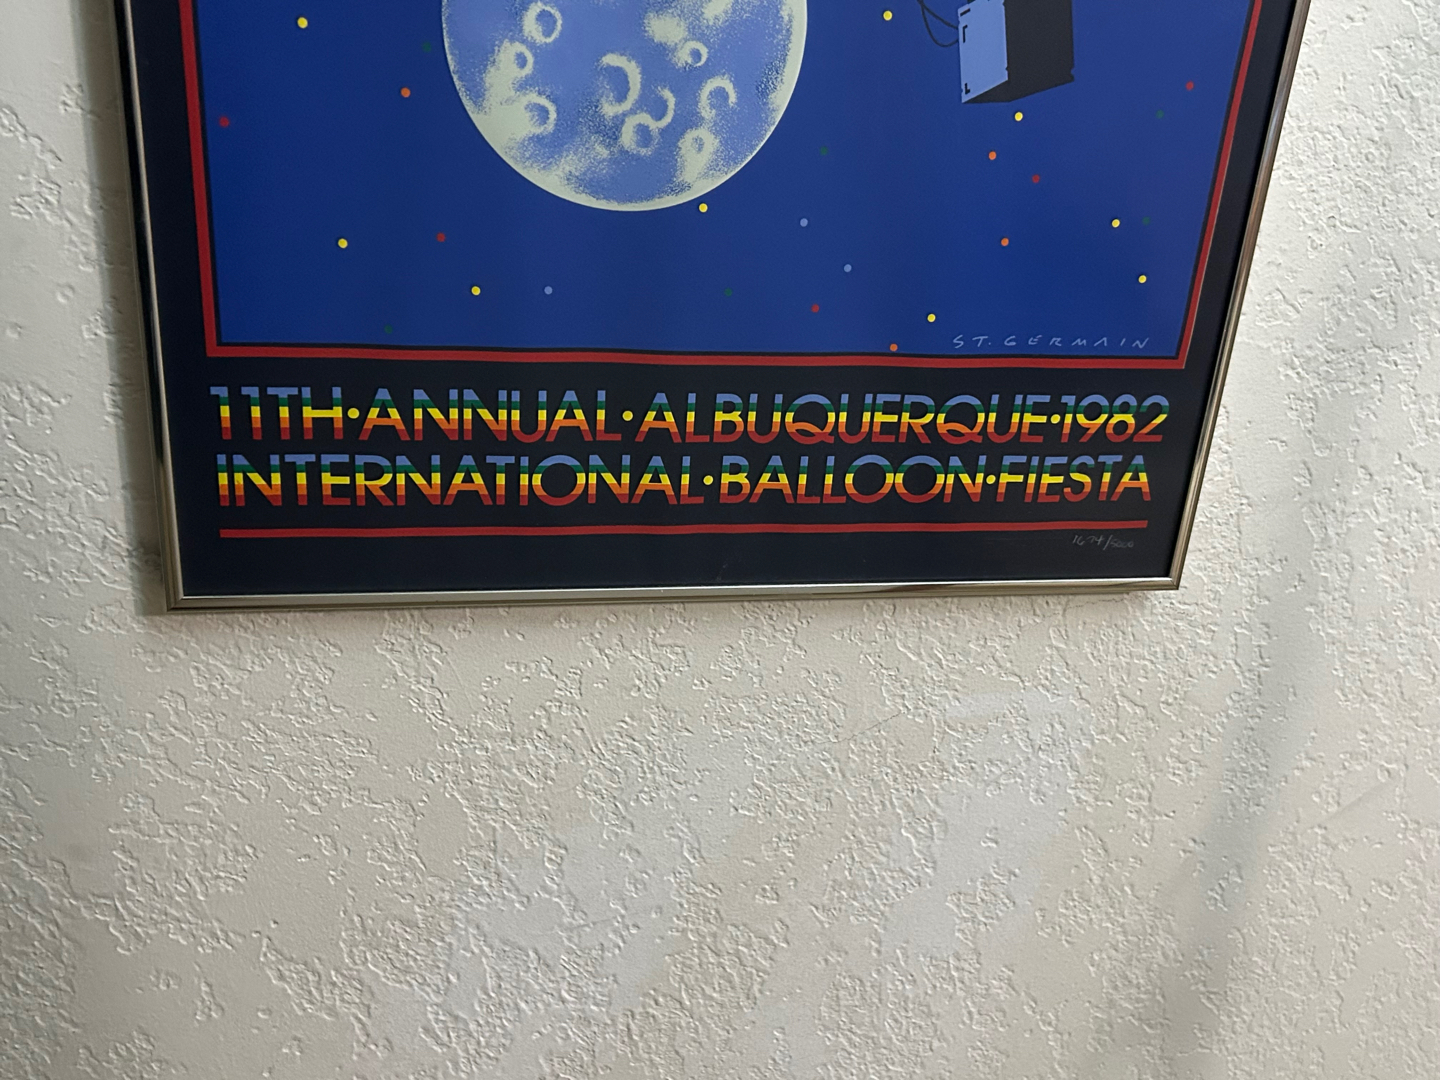 ST. GERMAIN
11TH•ANNUAL•ALBUQUERQUE•1982
INTERNATIONAL•BALLOON•FIESTA